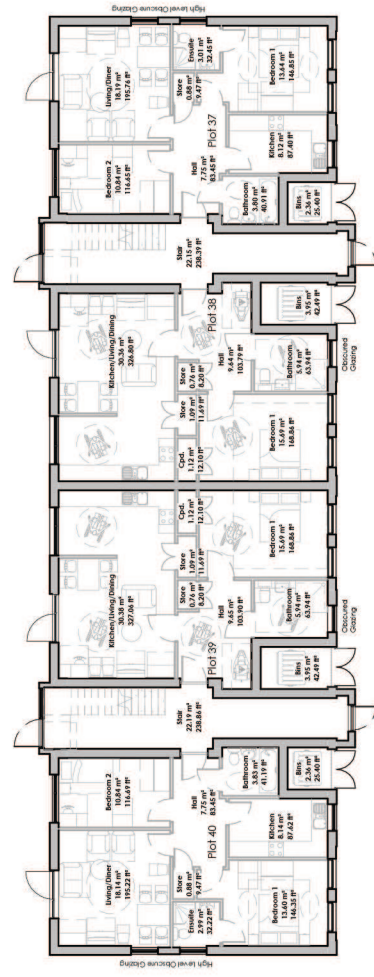 High Level Obscure Glazing
Living/Diner
18.14 m²
195.22 ft²
Bedroom 2
10.84 m²
116.69 ft²
Ensuite
2.99 m²
32.22 ft²
Store
0.88 m²
9.47 ft²
Plot 40
Hall
7.75 m²
83.45 ft²
Bathroom
3.83 m²
41.19 ft²
Bedroom 1
13.60 m²
146.35 ft²
Kitchen
8.14 m²
87.62 ft²
Bins
2.36 m²
25.40 ft²
Stair
22.19 m²
238.86 ft²
Kitchen/Living/Dining
30.38 m²
327.06 ft²
Plot 39
Store
0.76 m²
8.20 ft²
Store
1.09 m²
11.69 ft²
Cpd.
1.12 m²
12.10 ft²
Hall
9.65 m²
103.90 ft²
Bathroom
5.94 m²
63.94 ft²
Bedroom 1
15.69 m²
168.86 ft²
Bins
3.95 m²
42.49 ft²
Obscured
Glazing
Kitchen/Living/Dining
30.36 m²
326.80 ft²
Cpd.
1.12 m²
12.10 ft²
Store
1.09 m²
11.69 ft²
Store
0.76 m²
8.20 ft²
Plot 38
Hall
9.64 m²
103.79 ft²
Bedroom 1
15.69 m²
168.86 ft²
Bathroom
5.94 m²
63.94 ft²
Bins
3.95 m²
42.49 ft²
Obscured
Glazing
Stair
22.15 m²
238.39 ft²
Bedroom 2
10.84 m²
116.65 ft²
Living/Diner
18.19 m²
195.76 ft²
Hall
7.75 m²
83.45 ft²
Plot 37
Store
0.88 m²
9.47 ft²
Ensuite
3.01 m²
32.45 ft²
Bathroom
3.80 m²
40.91 ft²
Kitchen
8.12 m²
87.40 ft²
Bedroom 1
13.64 m²
146.85 ft²
Bins
2.36 m²
25.40 ft²
High Level Obscure Glazing